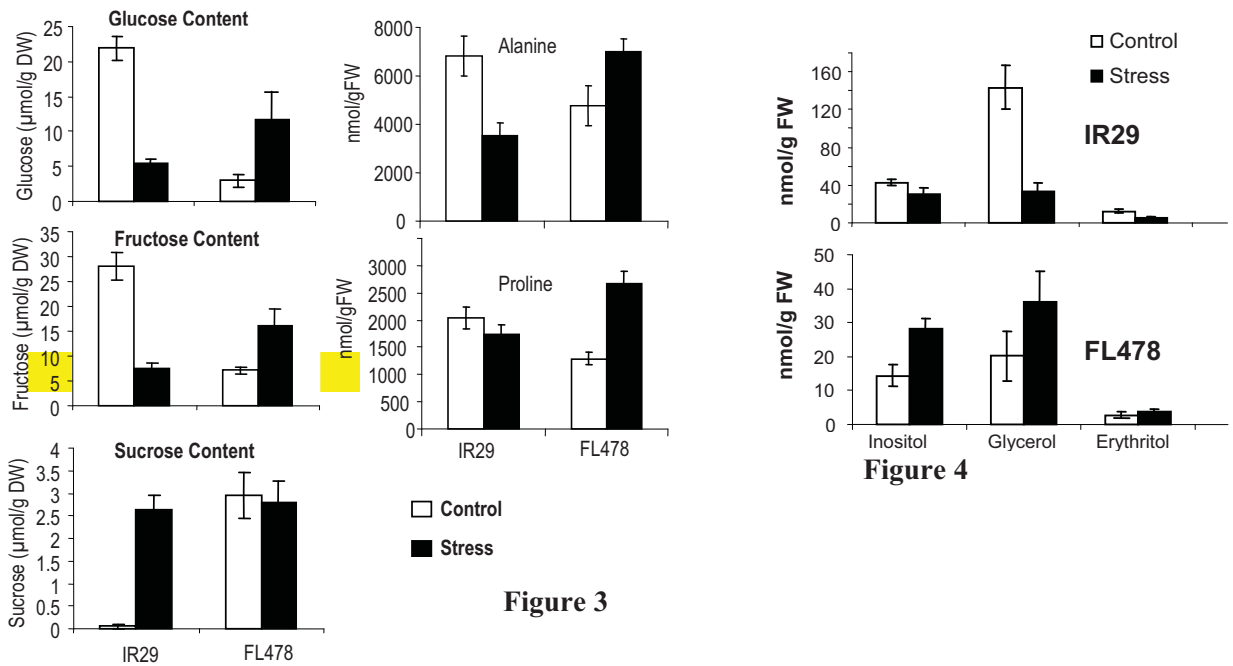 Glucose Content
Glucose (µmol/g DW)
25
20
15
10
5
0
Fructose Content
Fructose (µmol/g DW)
35
30
25
20
15
10
5
0
Sucrose Content
Sucrose (µmol/g DW)
4
3.5
3
2.5
2
1.5
1
0.5
0
IR29
FL478
Alanine
nmol/gFW
8000
6000
4000
2000
0
Proline
nmol/gFW
3000
2500
2000
1500
1000
500
0
IR29
FL478
Control
Stress
Figure 3
Control
Stress
IR29
nmol/g FW
160
120
80
40
0
FL478
nmol/g FW
50
40
30
20
10
0
Inositol
Glycerol
Erythritol
Figure 4